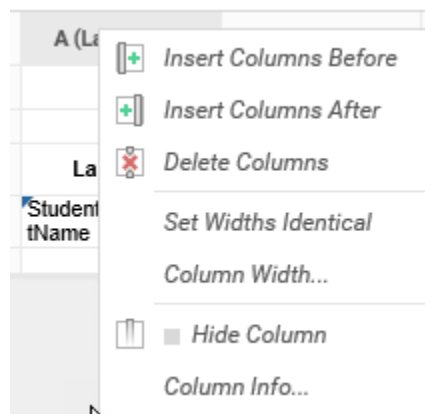 A (La
Insert Columns Before
Insert Columns After
La
Delete Columns
Student
tName
Set Widths Identical
Column Width...
Hide Column
Column Info...